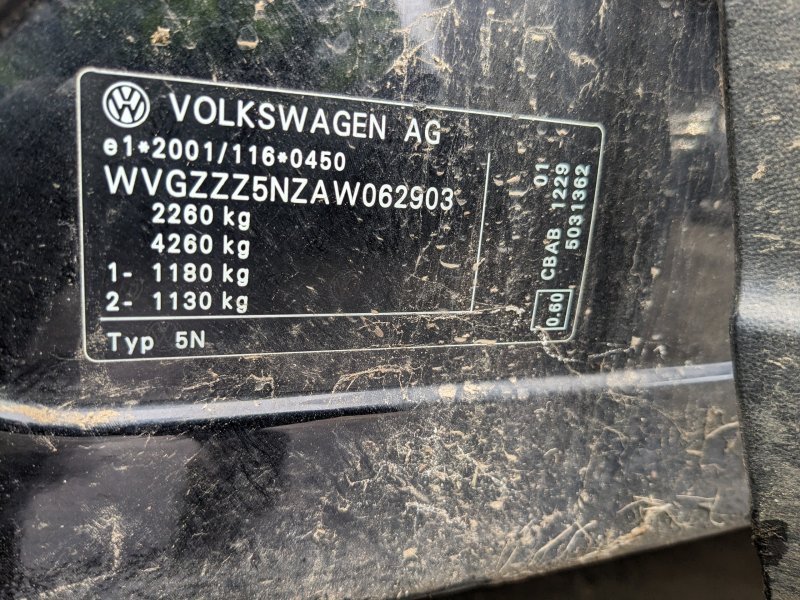 VOLKSWAGEN AG
e1*2001/116*0450
WVGZZZ5NZAW062903
2260 kg
4260 kg
1- 1180 kg
2- 1130 kg
Typ 5N
01
CBAB 1229
5031362
0.60